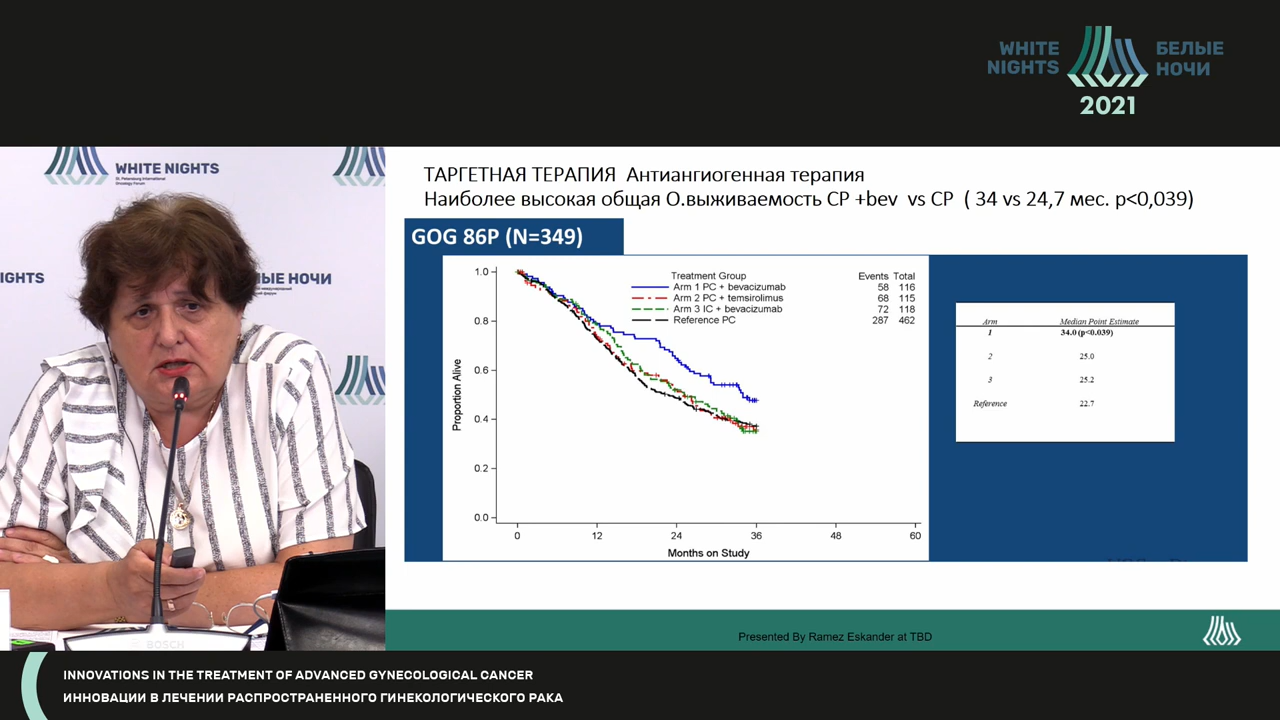 WHITE NIGHTS
БЕЛЫЕ НОЧИ
2021
WHITE NIGHTS
St. Petersburg International
Oncology Forum
IGHTS
ЫЕ НОЧИ
ТАРГЕТНАЯ ТЕРАПИЯ Антиангиогенная терапия
Наиболее высокая общая О.выживаемость CP +bev vs CP ( 34 vs 24,7 мес. p<0,039)
GOG 86P (N=349)
Treatment Group Events Total
Arm 1 PC + bevacizumab 58 116
Arm 2 PC + temsirolimus 68 115
Arm 3 IC + bevacizumab 72 118
Reference PC 287 462
1.0
0.8
0.6
0.4
0.2
0.0
Proportion Alive
0 12 24 36 48 60
Months on Study
Arm Median Point Estimate
1 34.0 (p<0.039)
2 25.0
3 25.2
Reference 22.7
Presented By Ramez Eskander at TBD
BOSCH
INNOVATIONS IN THE TREATMENT OF ADVANCED GYNECOLOGICAL CANCER
ИННОВАЦИИ В ЛЕЧЕНИИ РАСПРОСТРАНЕННОГО ГИНЕКОЛОГИЧЕСКОГО РАКА